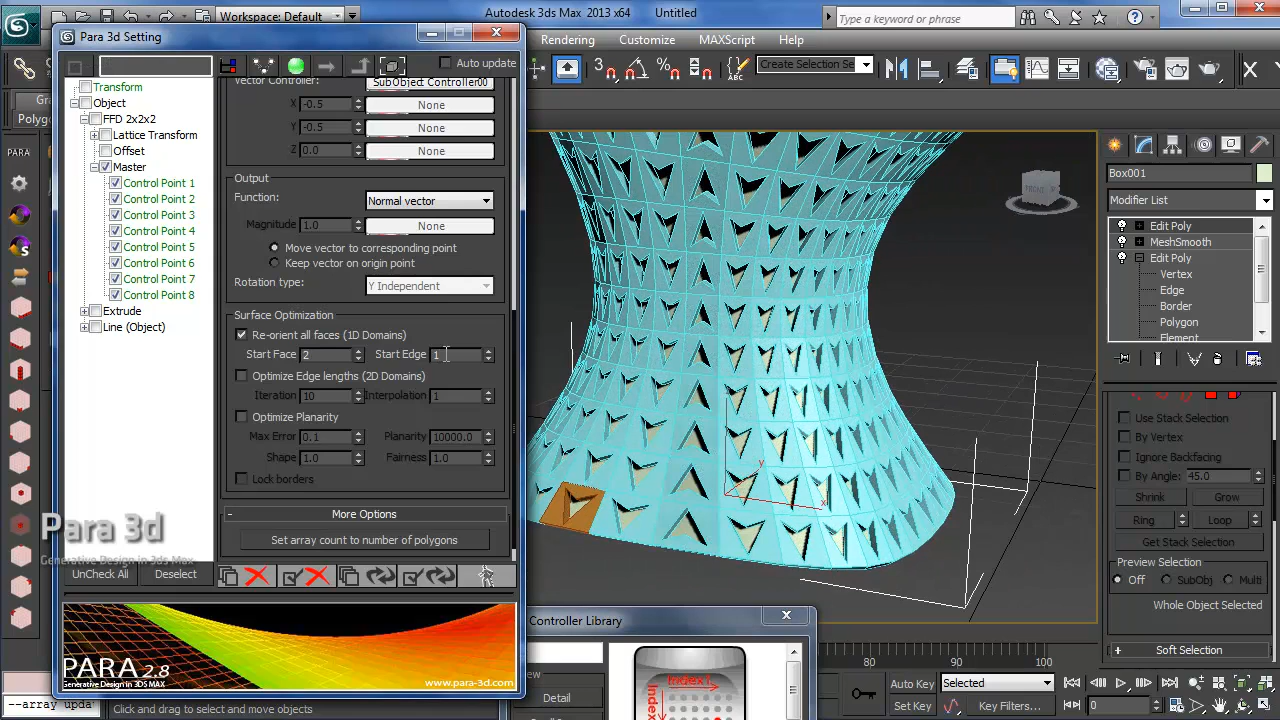 Workspace: Default
Autodesk 3ds Max 2013 x64
Untitled
Type a keyword or phrase
Para 3d Setting
Rendering
Customize
MAXScript
Help
Auto update
Create Selection Se
Transform
Object
FFD 2x2x2
Lattice Transform
Offset
Master
Control Point 1
Control Point 2
Control Point 3
Control Point 4
Control Point 5
Control Point 6
Control Point 7
Control Point 8
Extrude
Line (Object)
UnCheck All
Deselect
Vector Controller:
SubObject Controller00
X -0.5 None
Y -0.5 None
Z 0.0 None
Output
Function: Normal vector
Magnitude 1.0 None
Move vector to corresponding point
Keep vector on origin point
Rotation type: Y Independent
Surface Optimization
Re-orient all faces (1D Domains)
Start Face 2 Start Edge 1
Optimize Edge lengths (2D Domains)
Iteration 10 Interpolation 1
Optimize Planarity
Max Error 0.1 Planarity 10000.0
Shape 1.0 Fairness 1.0
Lock borders
- More Options
Set array count to number of polygons
PARA
Para 3d
Generative Design in 3ds Max
PARA 2.8
Generative Design in 3DS MAX
www.para-3d.com
FRONT
y
x
Controller Library
Detail
Index1
Index
Box001
Modifier List
Edit Poly
MeshSmooth
Edit Poly
Vertex
Edge
Border
Polygon
Element
Use Stack Selection
By Vertex
Ignore Backfacing
By Angle: 45.0
Shrink Grow
Ring Loop
Get Stack Selection
Preview Selection
Off SubObj Multi
Whole Object Selected
+ Soft Selection
80 90 100
Auto Key Selected
Set Key Key Filters... 0
Click and drag to select and move objects